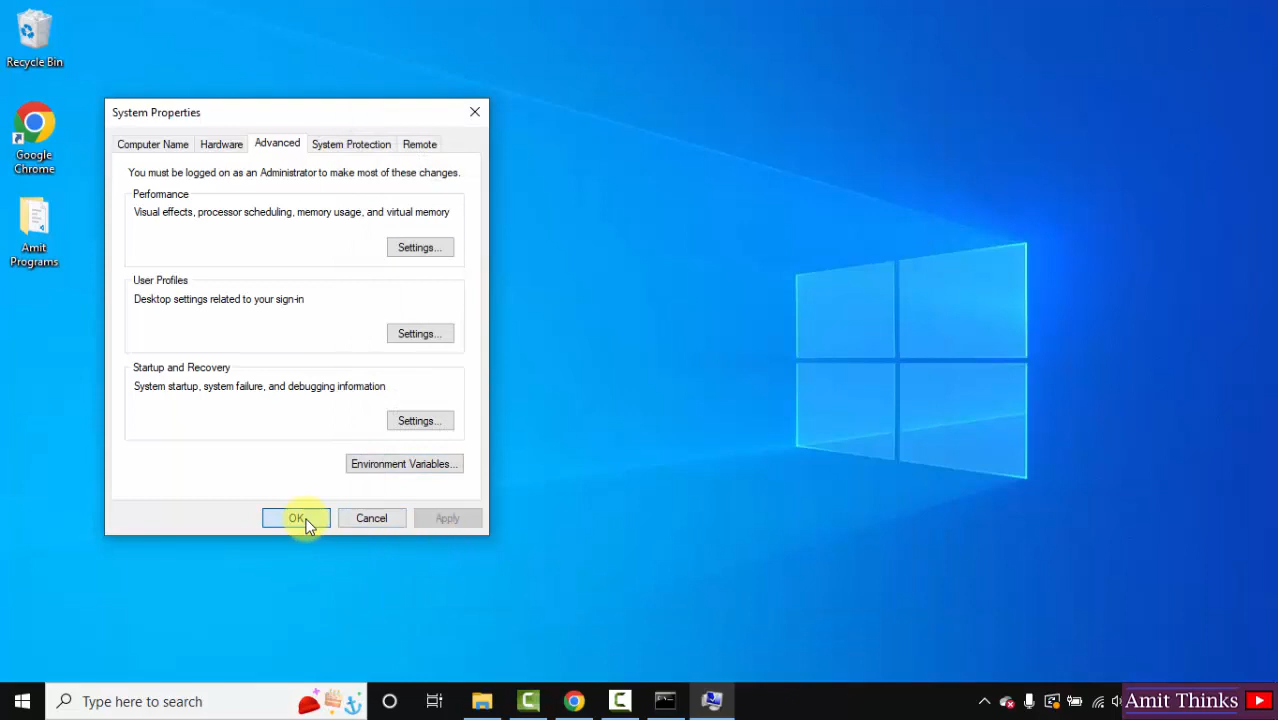 Recycle Bin
Google
Chrome
Amit
Programs
System Properties
Computer Name
Hardware
Advanced
System Protection
Remote
You must be logged on as an Administrator to make most of these changes.
Performance
Visual effects, processor scheduling, memory usage, and virtual memory
Settings...
User Profiles
Desktop settings related to your sign-in
Settings...
Startup and Recovery
System startup, system failure, and debugging information
Settings...
Environment Variables...
OK
Cancel
Apply
Type here to search
Amit Thinks